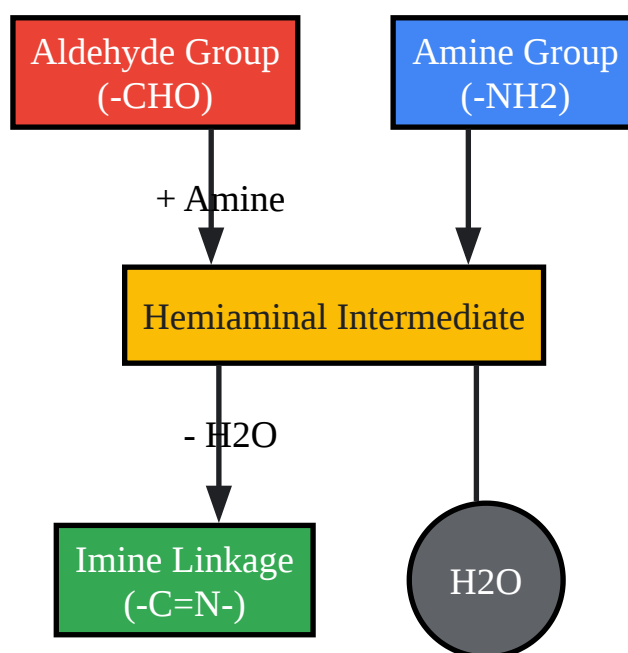 Aldehyde Group
(-CHO)
Amine Group
(-NH2)
+ Amine
Hemiaminal Intermediate
- H2O
Imine Linkage
(-C=N-)
H2O